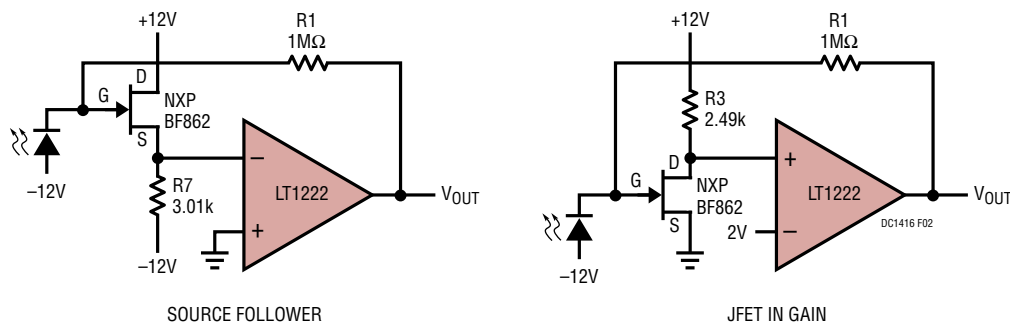 +12V
R1
1MΩ
D
G
NXP
BF862
S
−
LT1222
R7
3.01k
+
VOUT
−12V
−12V
SOURCE FOLLOWER
+12V
R1
1MΩ
R3
2.49k
D
G
NXP
BF862
S
+
LT1222
2V
−
VOUT
DC1416 F02
−12V
JFET IN GAIN